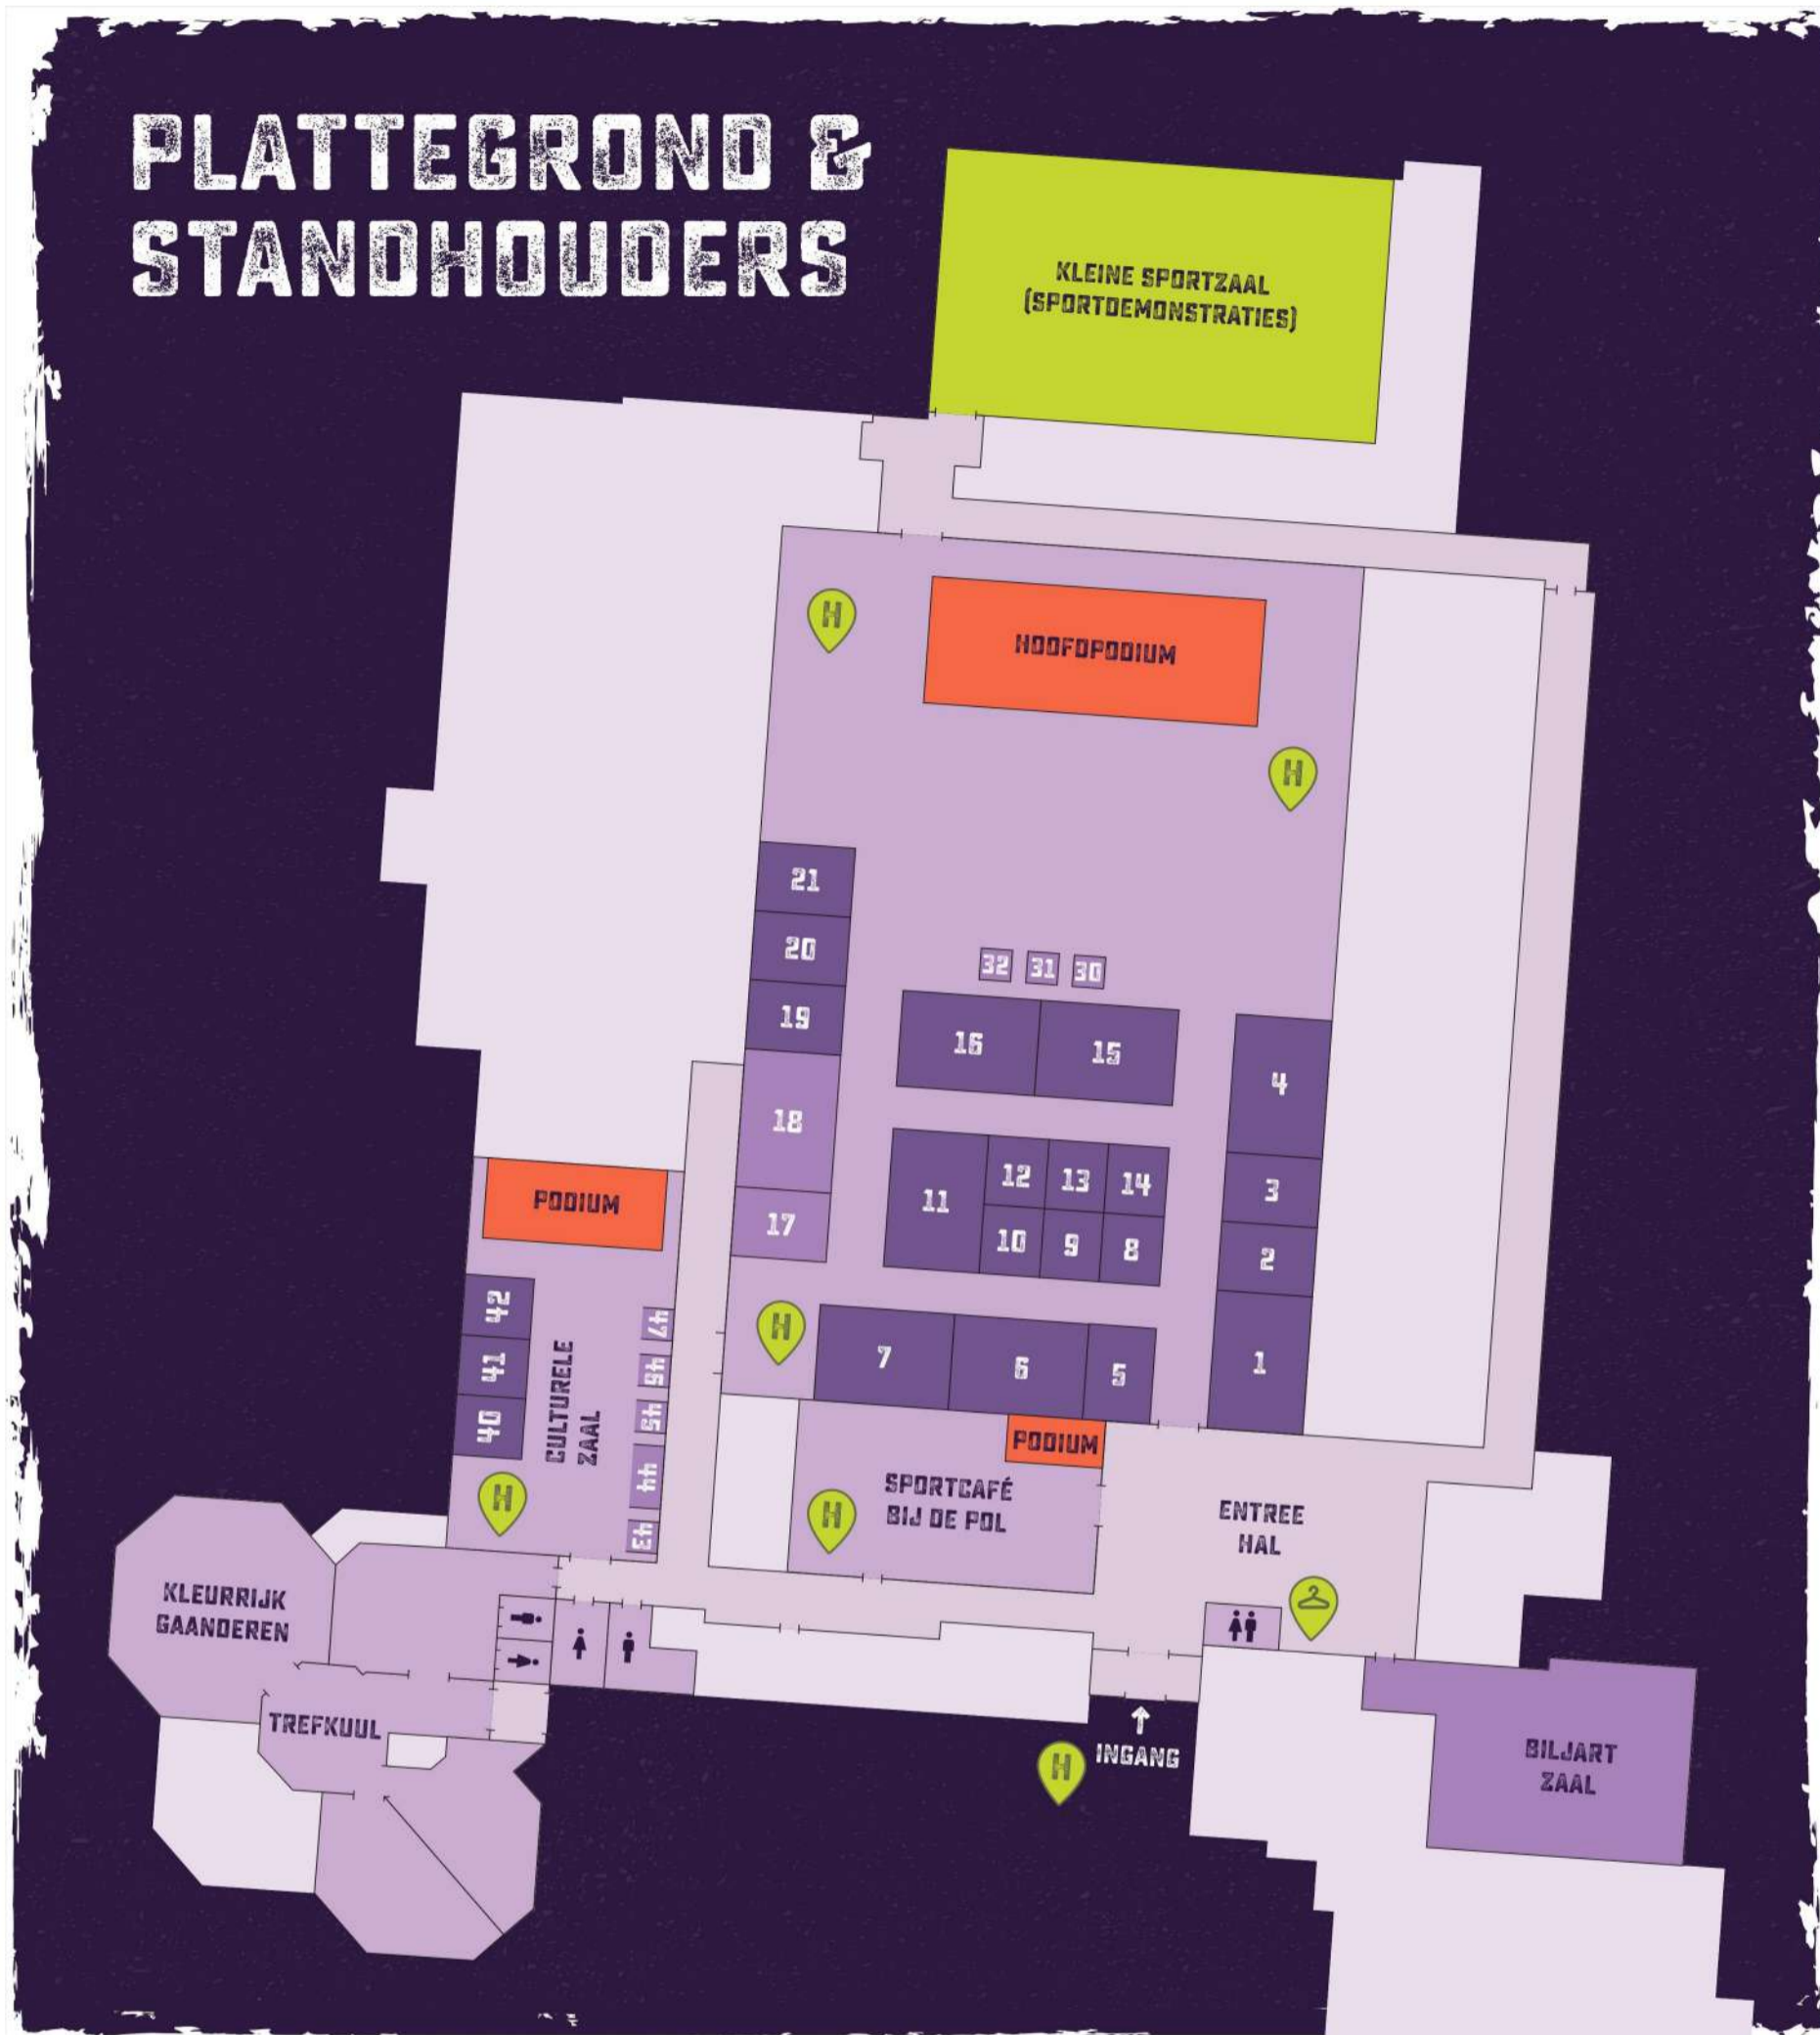 PLATTEGROND &
STANDHOUDERS
KLEINE SPORTZAAL
(SPORTDEMONSTRATIES)
H
HOOFDPODIUM
H
21
20
19
18
17
32 31 30
16 15
11 12 13 14
10 9 8
4
3
2
1
H
7 6 5
PODIUM
42
41
40
CULTURELE
ZAAL
47
46
45
44
43
H
PODIUM
SPORTCAFÉ
BIJ DE POL
H
ENTREE
HAL
KLEURRIJK
GAANDEREN
TREFKUUL
H
INGANG
BILJART
ZAAL